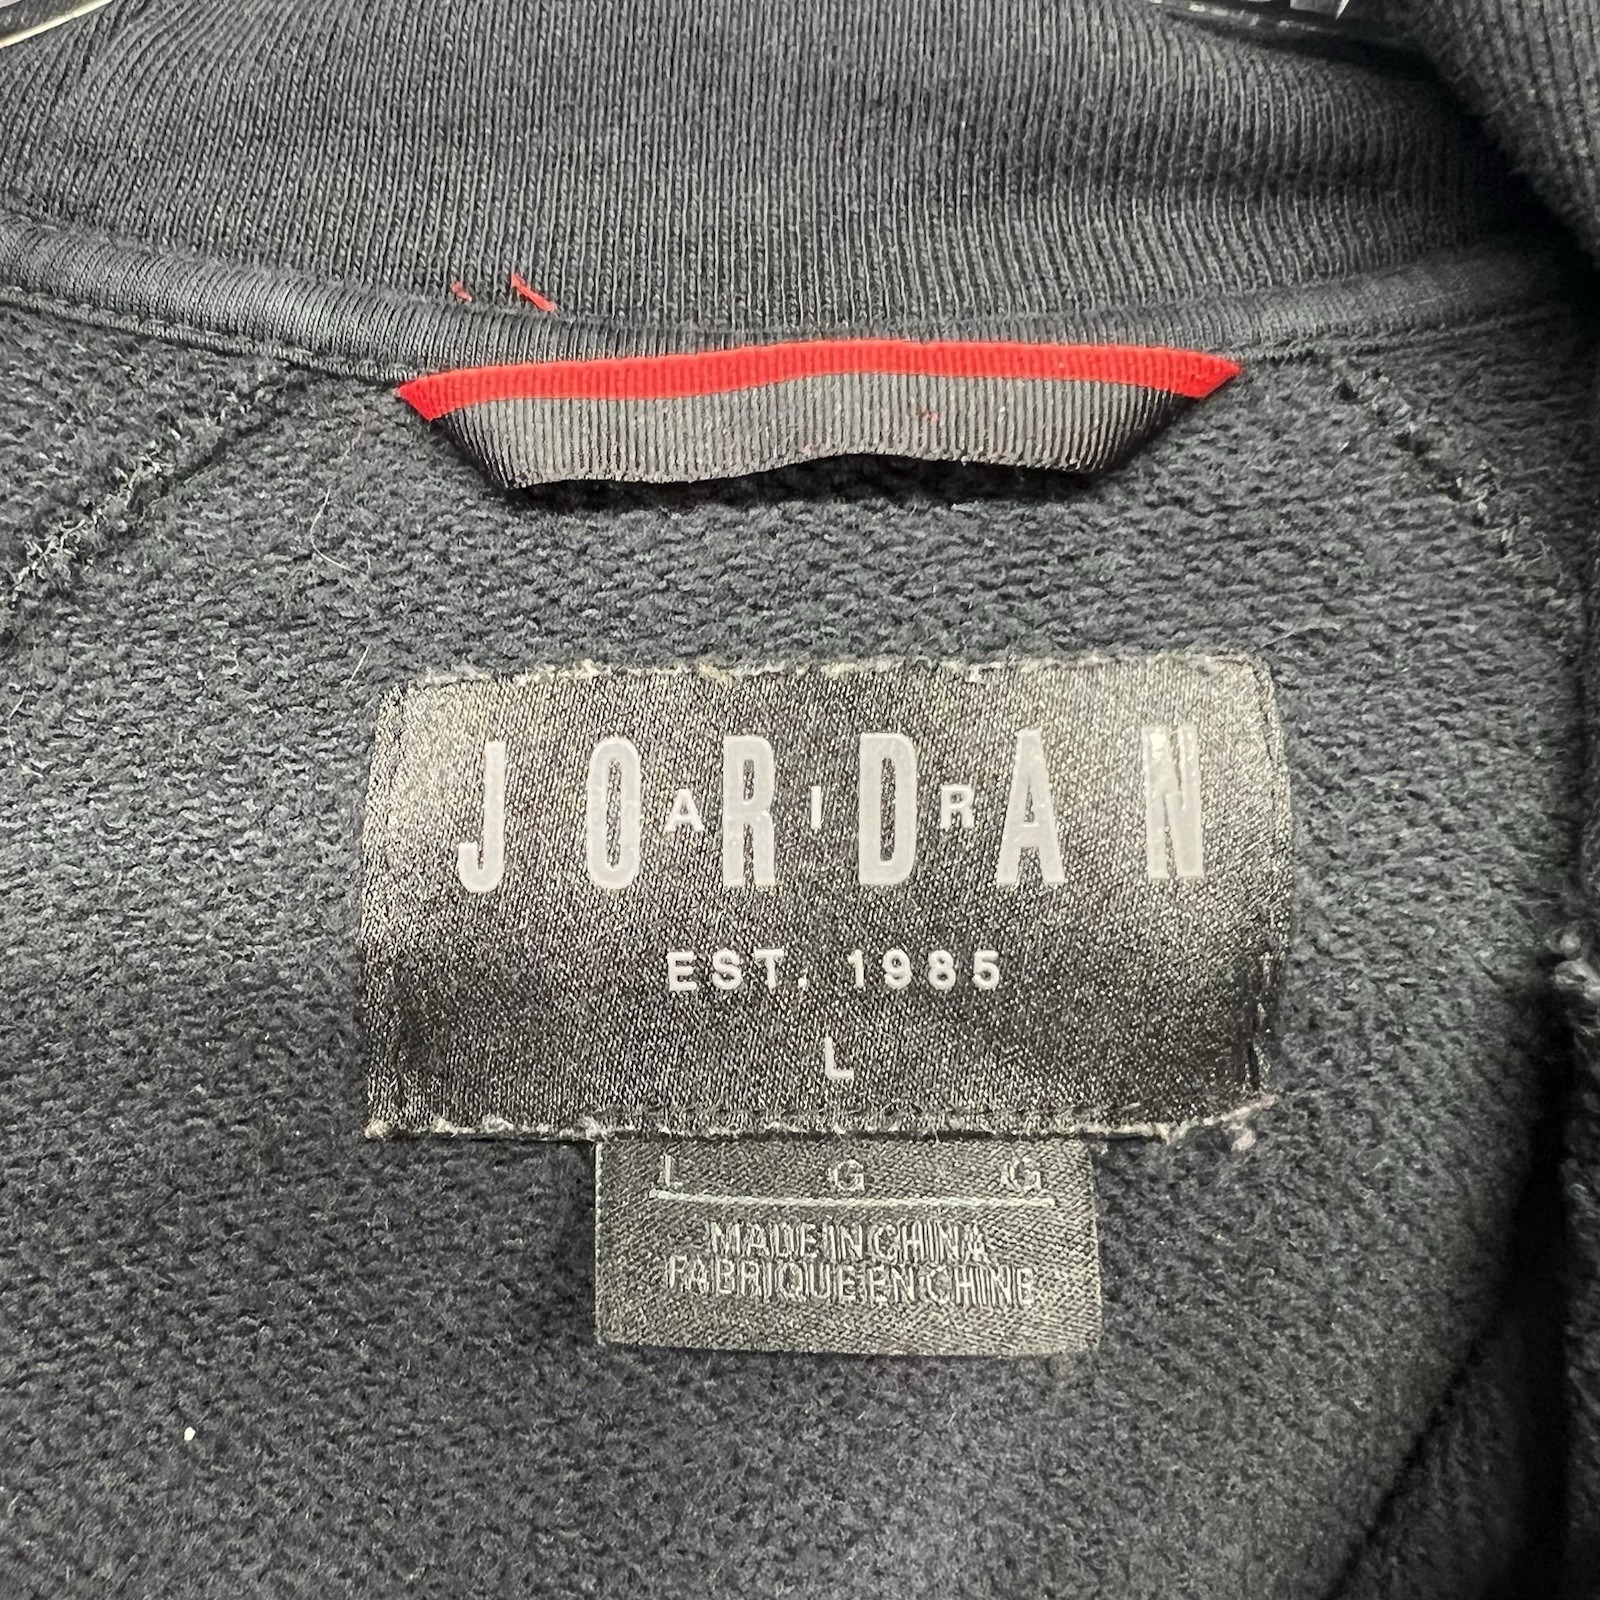 JORDAN
AIR
EST. 1985
L
L G G
MADE IN CHINA
FABRIQUE EN CHINE